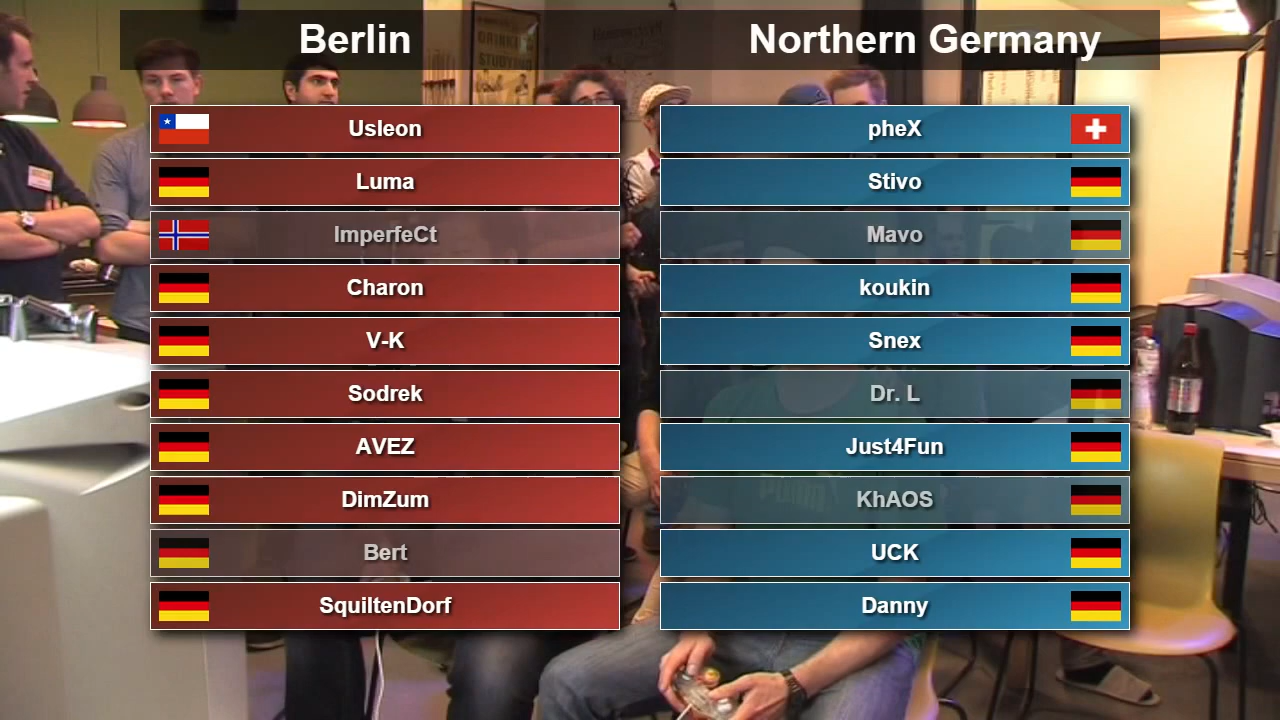 Berlin
Northern Germany
Usleon
Luma
ImperfeCt
Charon
V-K
Sodrek
AVEZ
DimZum
Bert
SquiltenDorf
pheX
Stivo
Mavo
koukin
Snex
Dr. L
Just4Fun
KhAOS
UCK
Danny